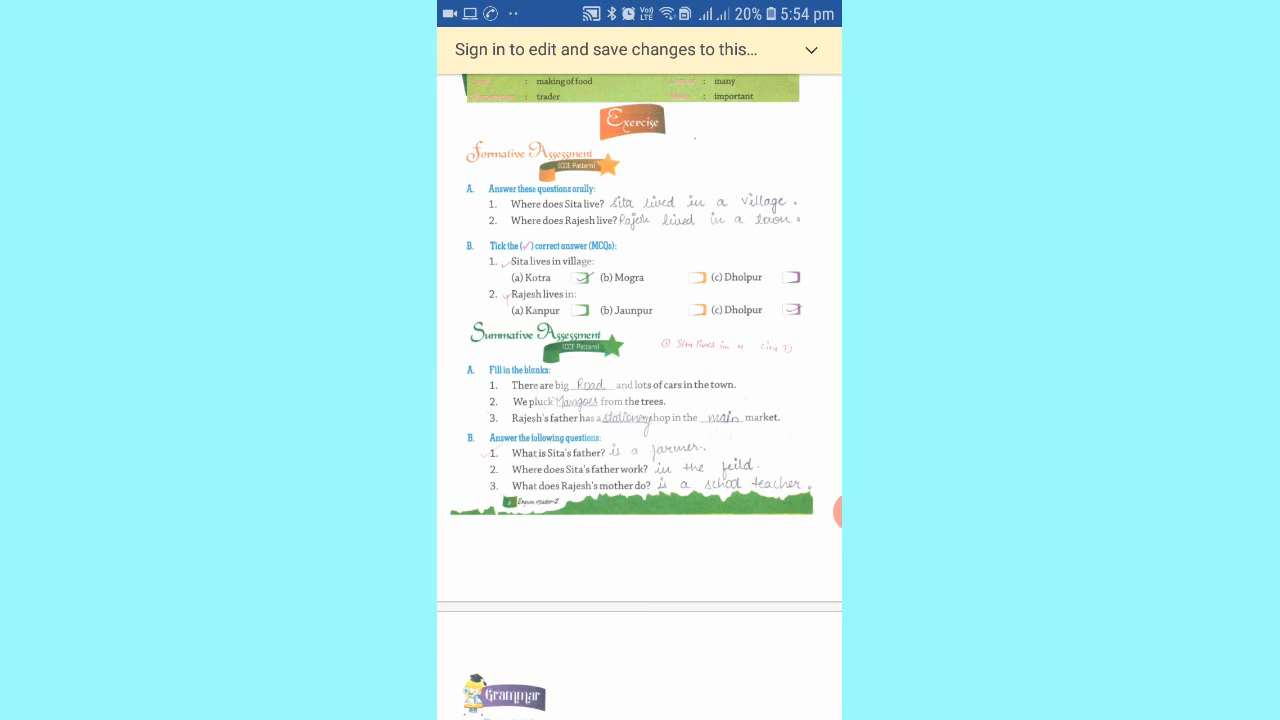 20% 5:54 pm
Sign in to edit and save changes to this...
: making of food : many
: trader : important
Exercise
Formative Assessment
(CCE Pattern)
A. Answer these questions orally:
1. Where does Sita live? Sita lived in a village.
2. Where does Rajesh live? Rajesh lived in a town.
B. Tick the (✓) correct answer (MCQs):
1. Sita lives in village:
(a) Kotra (b) Mogra (c) Dholpur
2. Rajesh lives in:
(a) Kanpur (b) Jaunpur (c) Dholpur
Summative Assessment
(CCE Pattern)
Sita lives in city
A. Fill in the blanks:
1. There are big Road and lots of cars in the town.
2. We pluck Mangoes from the trees.
3. Rajesh's father has a stationery shop in the main market.
B. Answer the following questions:
1. What is Sita's father? is a farmer.
2. Where does Sita's father work? in the feild.
3. What does Rajesh's mother do? is a school teacher.
Grammar